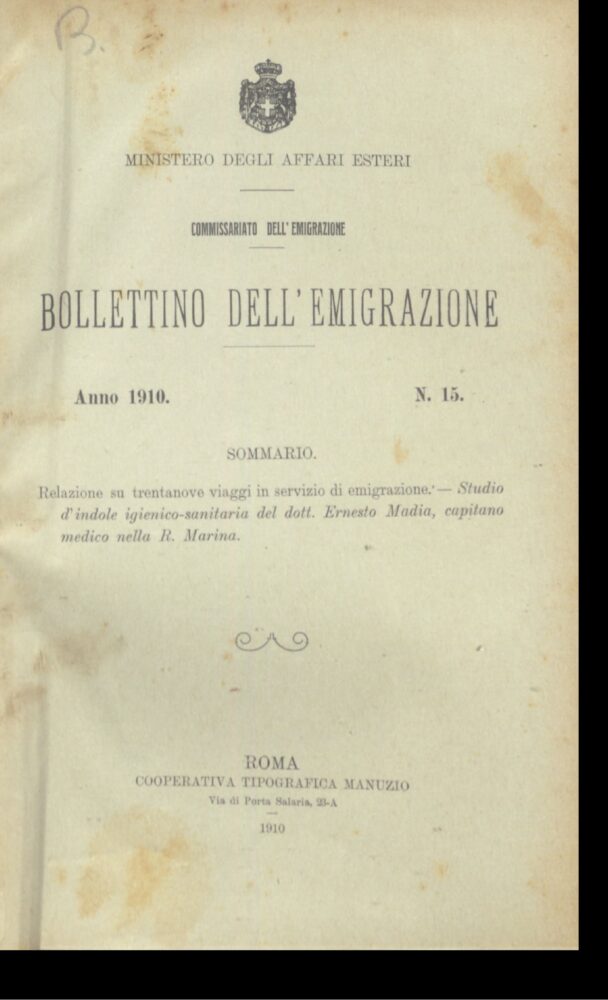 B.
MINISTERO DEGLI AFFARI ESTERI
COMMISSARIATO DELL'EMIGRAZIONE
BOLLETTINO DELL'EMIGRAZIONE
Anno 1910. N. 15.
SOMMARIO.
Relazione su trentanove viaggi in servizio di emigrazione. — Studio
d'indole igienico-sanitaria del dott. Ernesto Madia, capitano
medico nella R. Marina.
ROMA
COOPERATIVA TIPOGRAFICA MANUZIO
Via di Porta Salaria, 23-A
1910